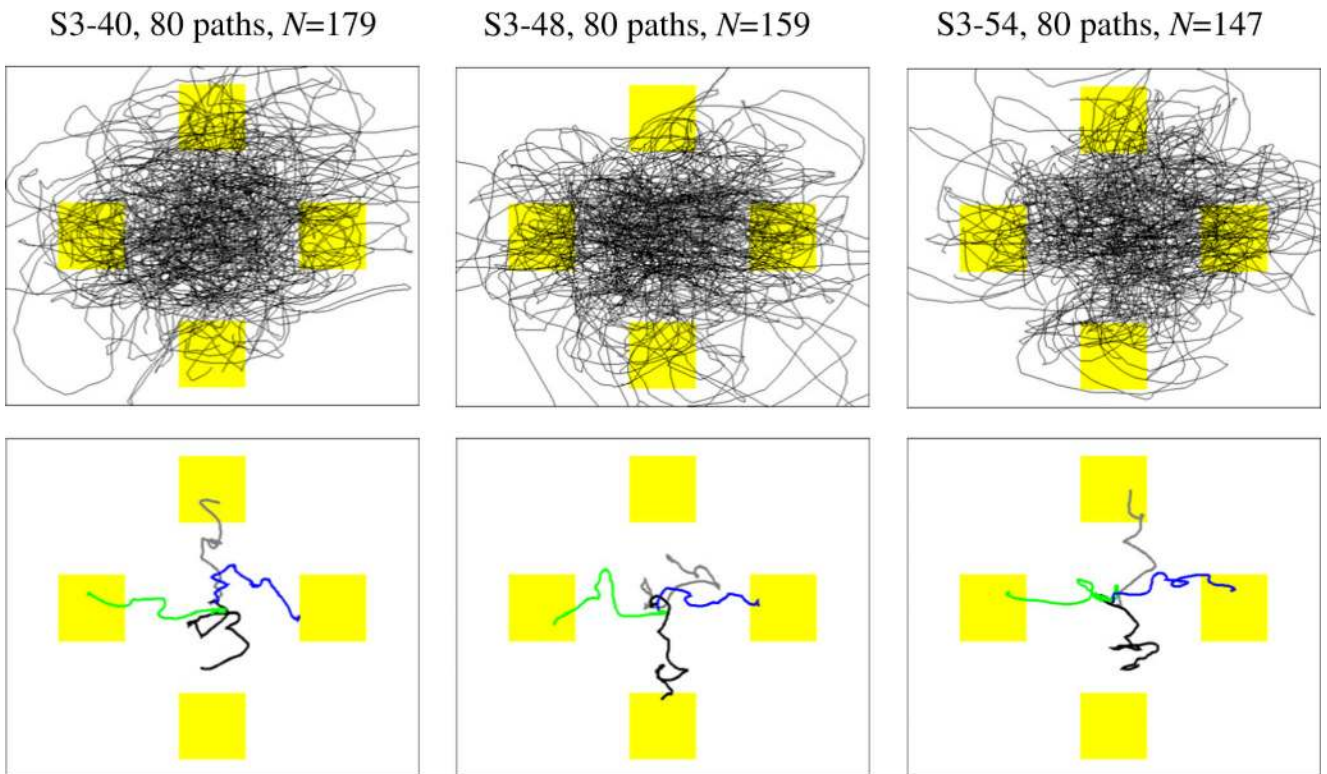 S3-40, 80 paths, N=179
S3-48, 80 paths, N=159
S3-54, 80 paths, N=147